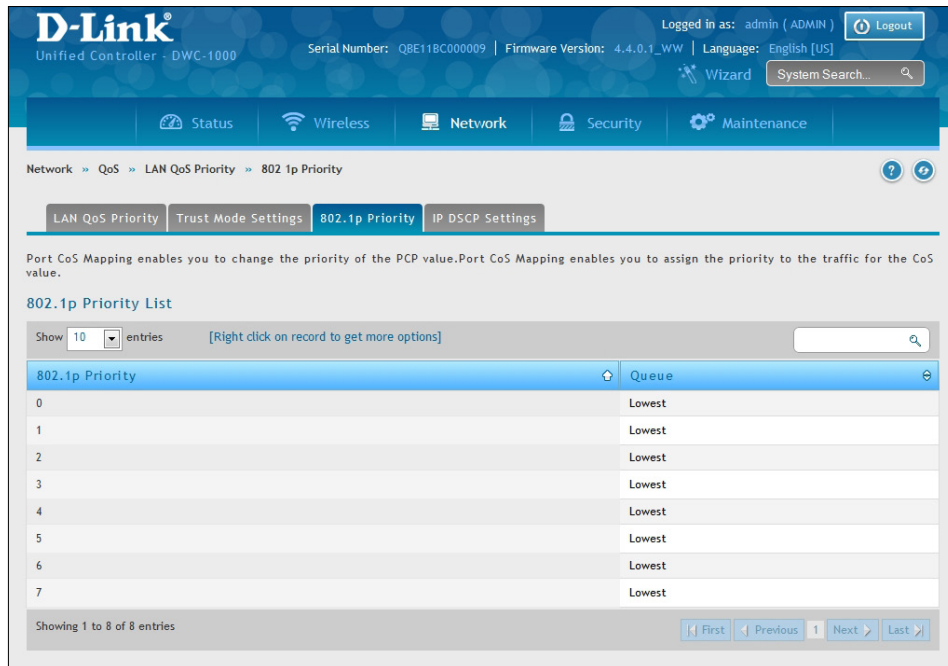 D-Link®
Unified Controller - DWC-1000
Logged in as: admin ( ADMIN ) Logout
Serial Number: QBE11BC000009 | Firmware Version: 4.4.0.1_WW | Language: English [US]
Wizard System Search...
Status Wireless Network Security Maintenance
Network » QoS » LAN QoS Priority » 802 1p Priority
LAN QoS Priority Trust Mode Settings 802.1p Priority IP DSCP Settings
Port CoS Mapping enables you to change the priority of the PCP value.Port CoS Mapping enables you to assign the priority to the traffic for the CoS
value.
802.1p Priority List
Show 10 entries [Right click on record to get more options]
802.1p Priority Queue
0 Lowest
1 Lowest
2 Lowest
3 Lowest
4 Lowest
5 Lowest
6 Lowest
7 Lowest
Showing 1 to 8 of 8 entries First Previous 1 Next Last